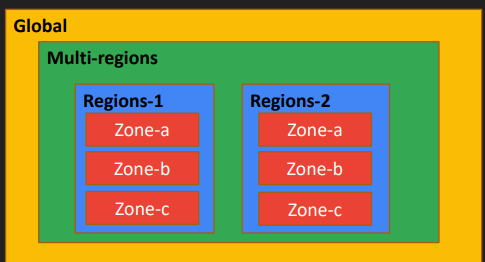 Global
Multi-regions
Regions-1
Zone-a
Zone-b
Zone-c
Regions-2
Zone-a
Zone-b
Zone-c